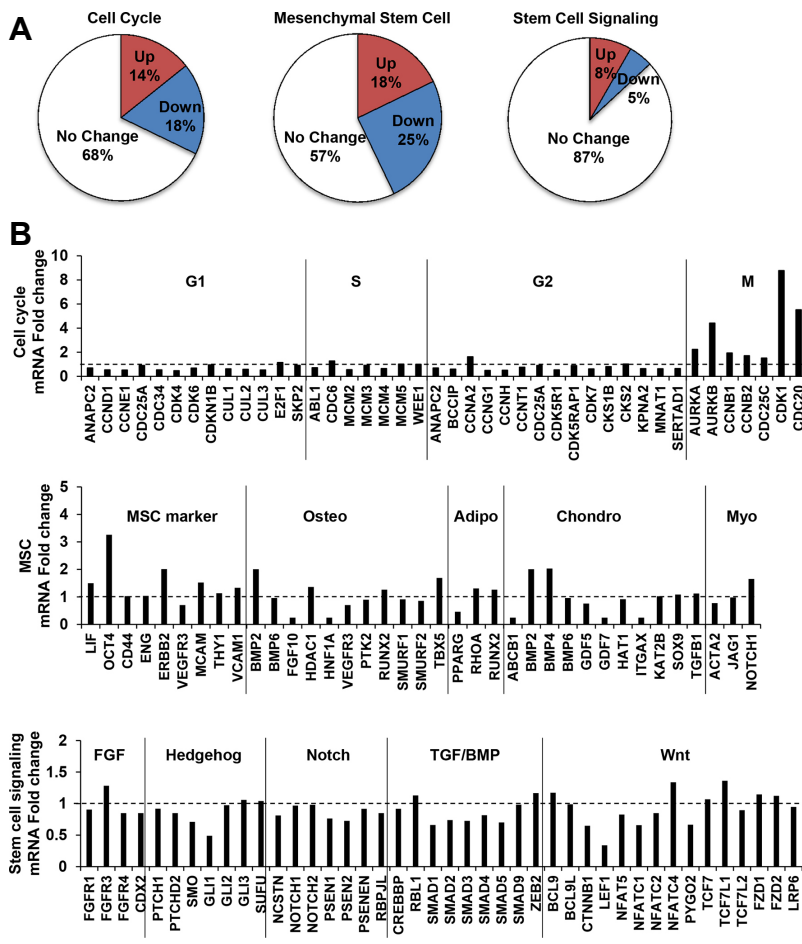 A
Cell Cycle
Mesenchymal Stem Cell
Stem Cell Signaling
Up
14%
Down
18%
No Change
68%
Up
18%
Down
25%
No Change
57%
Up
8%
Down
5%
No Change
87%
B
Cell cycle
mRNA Fold change
10
8
6
4
2
0
G1
S
G2
M
ANAPC2
CCND1
CCNE1
CDC25A
CDC34
CDK4
CDK6
CDKN1B
CUL1
CUL2
CUL3
E2F1
SKP2
ABL1
CDC6
MCM2
MCM3
MCM4
MCM5
WEE1
ANAPC2
BCCIP
CCNA2
CCNG1
CCNH
CCNT1
CDC25A
CDK5R1
CDK5RAP1
CDK7
CKS1B
CKS2
KPNA2
MNAT1
SERTAD1
AURKA
AURKB
CCNB1
CCNB2
CDC25C
CDK1
CDC20
MSC
mRNA Fold change
5
4
3
2
1
0
MSC marker
Osteo
Adipo
Chondro
Myo
LIF
OCT4
CD44
ENG
ERBB2
VEGFR3
MCAM
THY1
VCAM1
BMP2
BMP6
FGF10
HDAC1
HNF1A
VEGFR3
PTK2
RUNX2
SMURF1
SMURF2
TBX5
PPARG
RHOA
RUNX2
ABCB1
BMP2
BMP4
BMP6
GDF5
GDF7
HAT1
ITGAX
KAT2B
SOX9
TGFB1
ACTA2
JAG1
NOTCH1
Stem cell signaling
mRNA Fold change
2
1.5
1
0.5
0
FGF
Hedgehog
Notch
TGF/BMP
Wnt
FGFR1
FGFR3
FGFR4
CDX2
PTCH1
PTCHD2
SMO
GLI1
GLI2
GLI3
SUFU
NCSTN
NOTCH1
NOTCH2
PSEN1
PSEN2
PSENEN
RBPJL
CREBBP
RBL1
SMAD1
SMAD2
SMAD3
SMAD4
SMAD5
SMAD9
ZEB2
BCL9
BCL9L
CTNNB1
LEF1
NFAT5
NFATC1
NFATC2
NFATC4
PYGO2
TCF7
TCF7L1
TCF7L2
FZD1
FZD2
LRP6